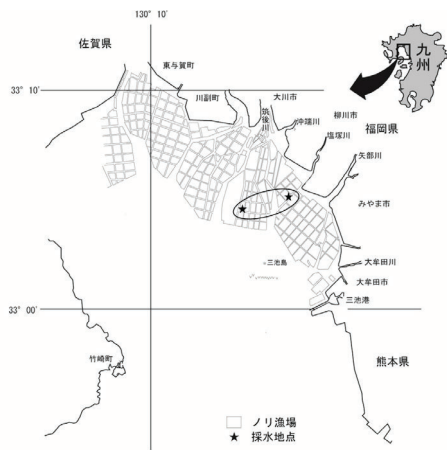 130° 10'
佐賀県
九州
33° 10'
東与賀町
川副町
筑後川
大川市
沖端川
柳川市
福岡県
塩塚川
矢部川
みやま市
三池島
大牟田川
大牟田市
三池港
33° 00'
竹崎町
熊本県
ノリ漁場
採水地点